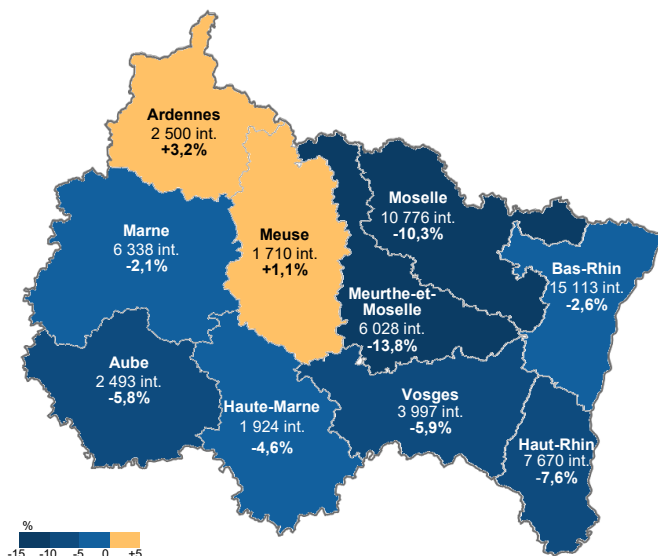 Ardennes
2 500 int.
+3,2%
Marne
6 338 int.
-2,1%
Meuse
1 710 int.
+1,1%
Moselle
10 776 int.
-10,3%
Bas-Rhin
15 113 int.
-2,6%
Meurthe-et-
Moselle
6 028 int.
-13,8%
Aube
2 493 int.
-5,8%
Haute-Marne
1 924 int.
-4,6%
Vosges
3 997 int.
-5,9%
Haut-Rhin
7 670 int.
-7,6%
%
-15 -10 -5 0 +5